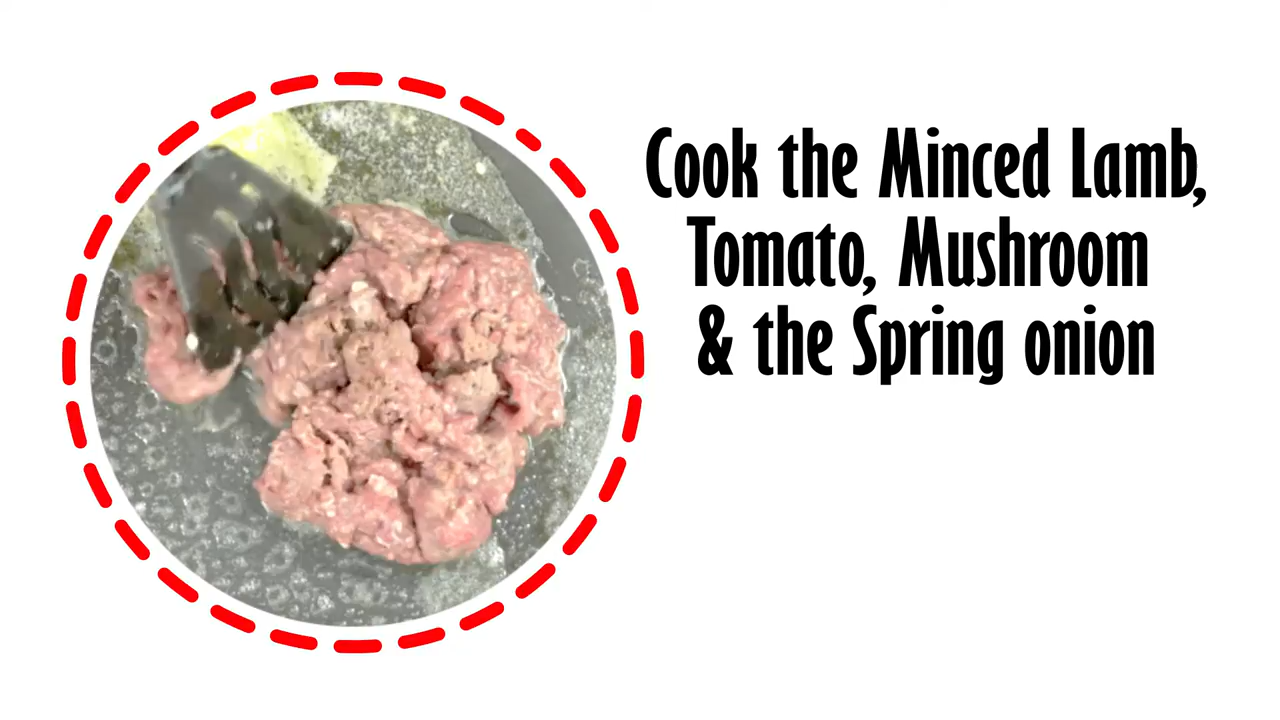 Cook the Minced Lamb,
Tomato, Mushroom
& the Spring onion